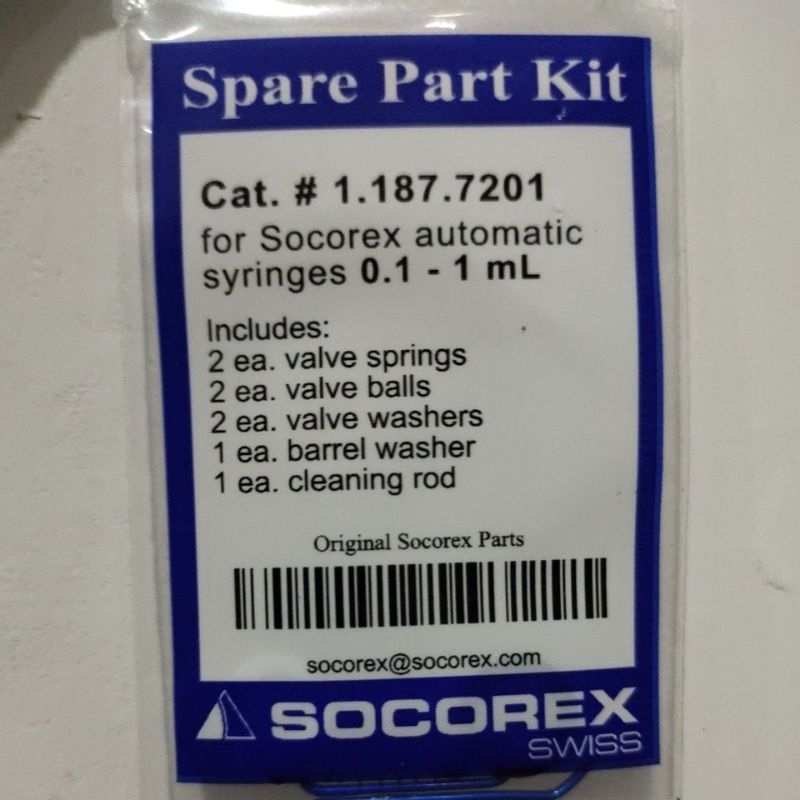 Spare Part Kit
Cat. # 1.187.7201
for Socorex automatic
syringes 0.1 - 1 mL
Includes:
2 ea. valve springs
2 ea. valve balls
2 ea. valve washers
1 ea. barrel washer
1 ea. cleaning rod
Original Socorex Parts
socorex@socorex.com
SOCOREX
SWISS